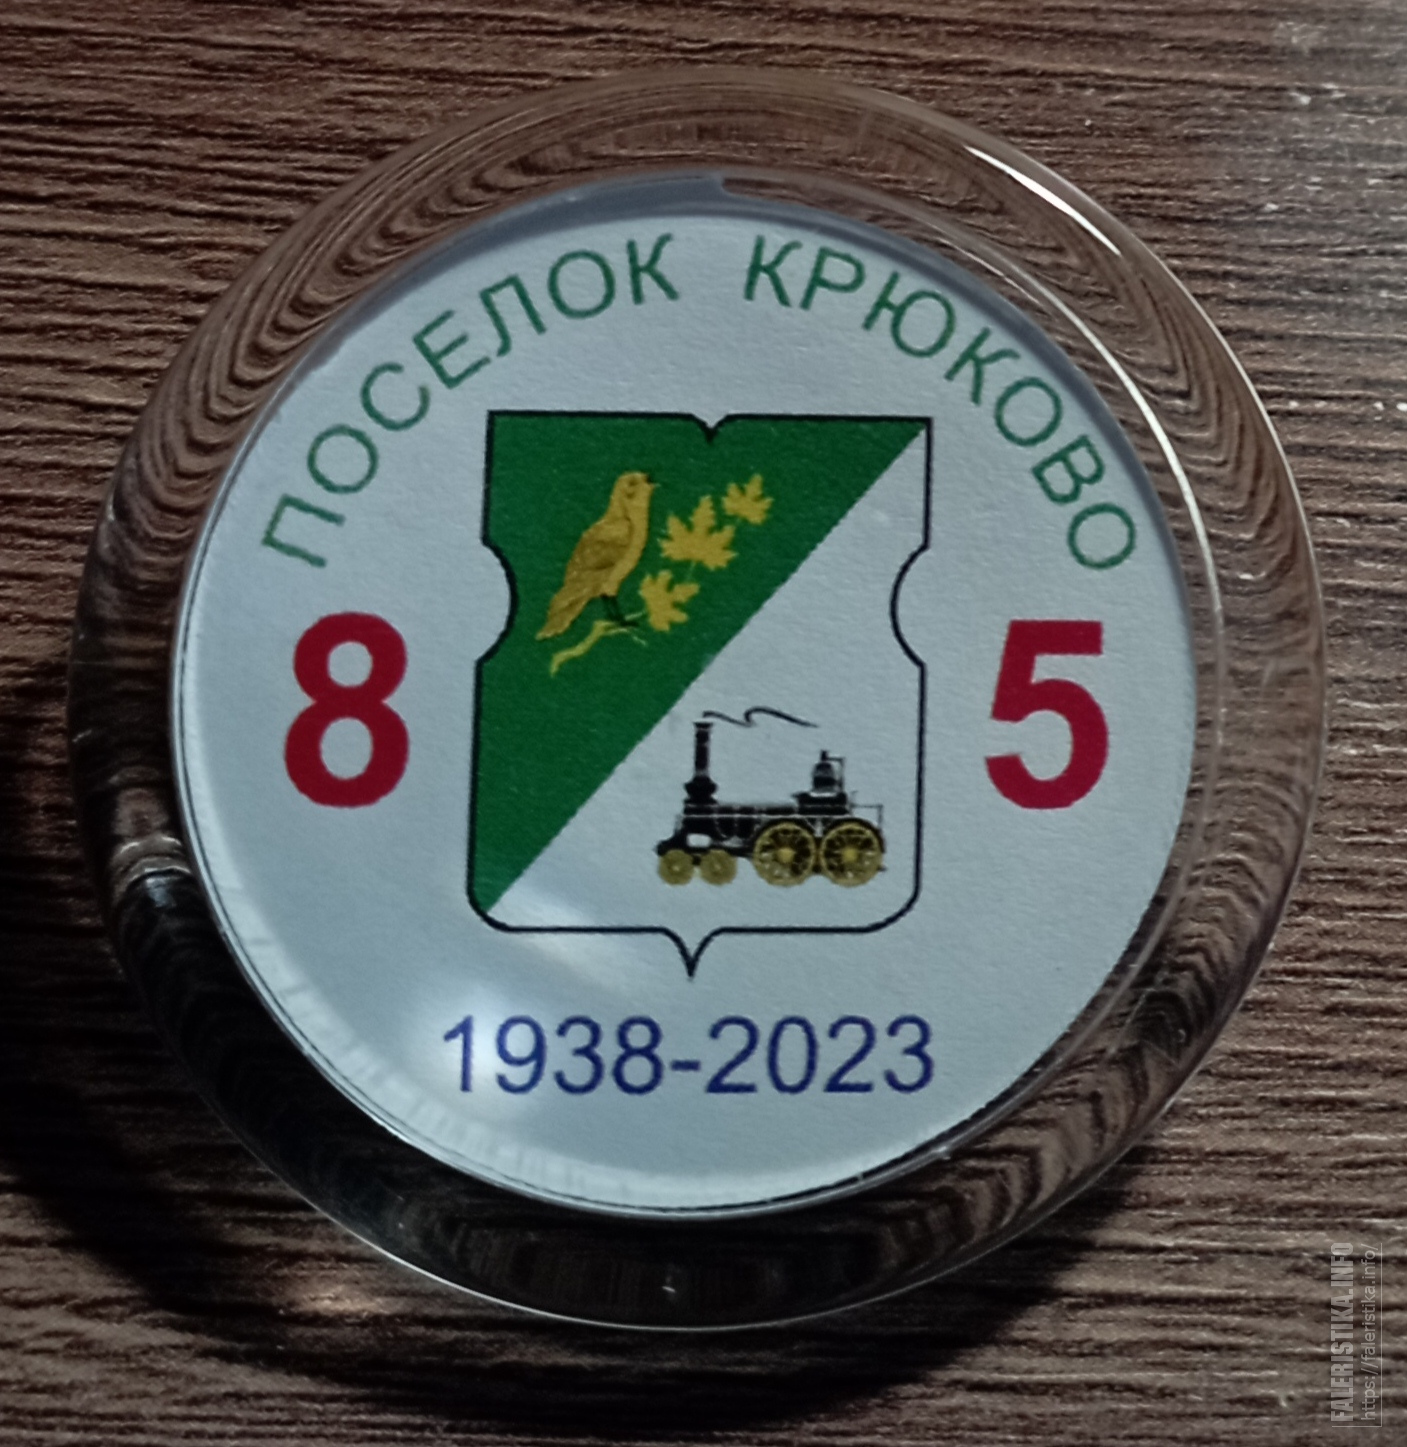 ПОСЕЛОК КРЮКОВО
8 5
1938-2023
FALERISTIKA.INFO
https://faleristika.info/